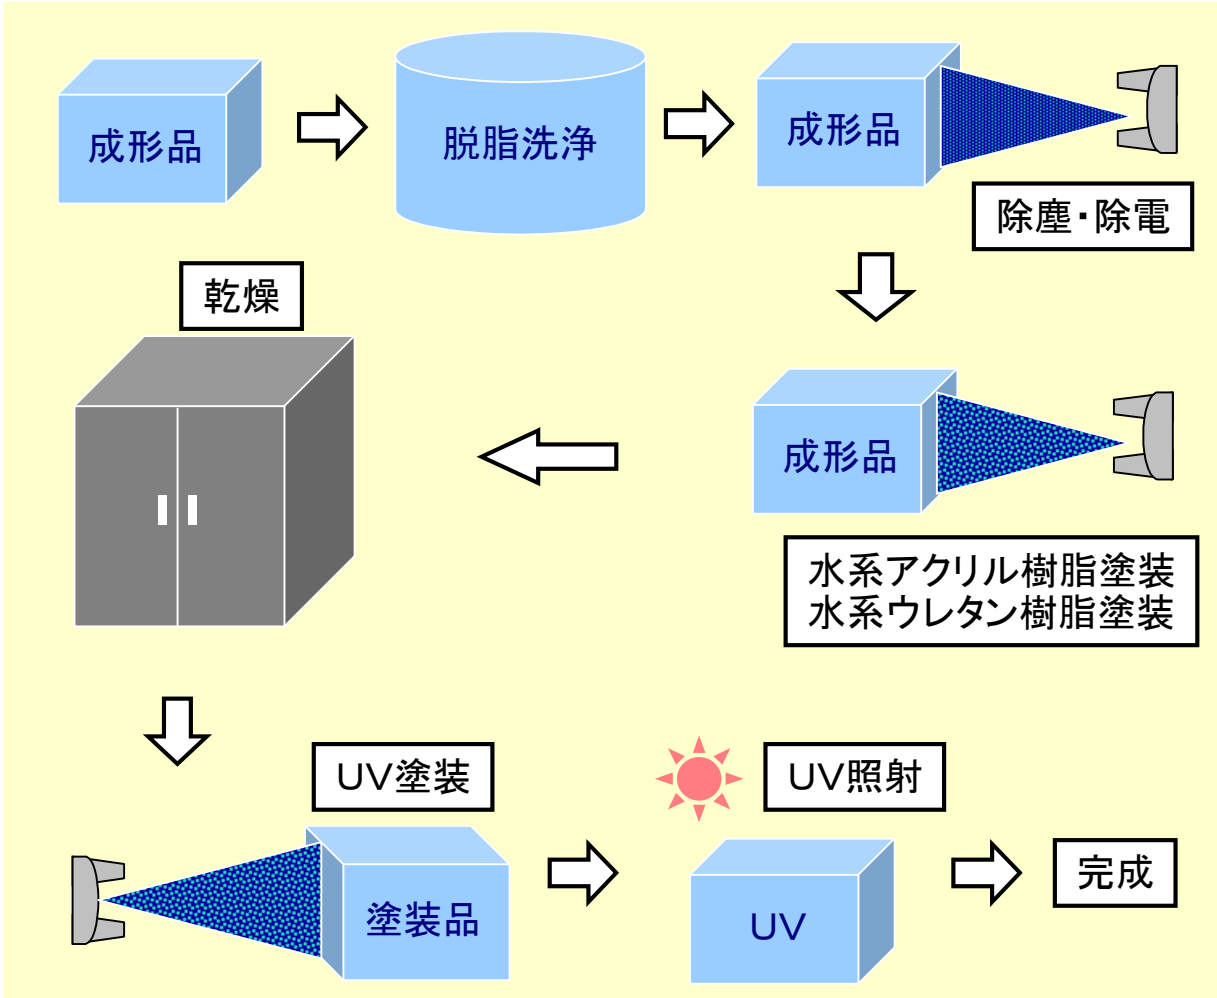 成形品
脱脂洗浄
成形品
除塵・除電
乾燥
成形品
水系アクリル樹脂塗装
水系ウレタン樹脂塗装
UV塗装
UV照射
塗装品
UV
完成